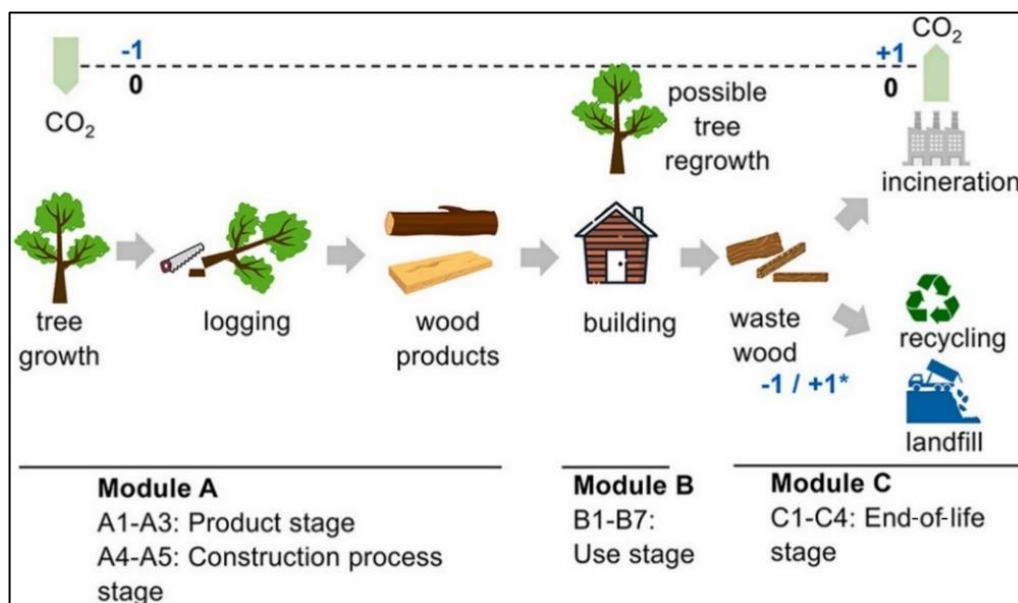 CO₂
-1
0
CO₂
+1
0
possible
tree
regrowth
incineration
tree
growth
logging
wood
products
building
waste
wood
-1 / +1*
recycling
landfill
Module A
A1-A3: Product stage
A4-A5: Construction process
stage
Module B
B1-B7:
Use stage
Module C
C1-C4: End-of-life
stage